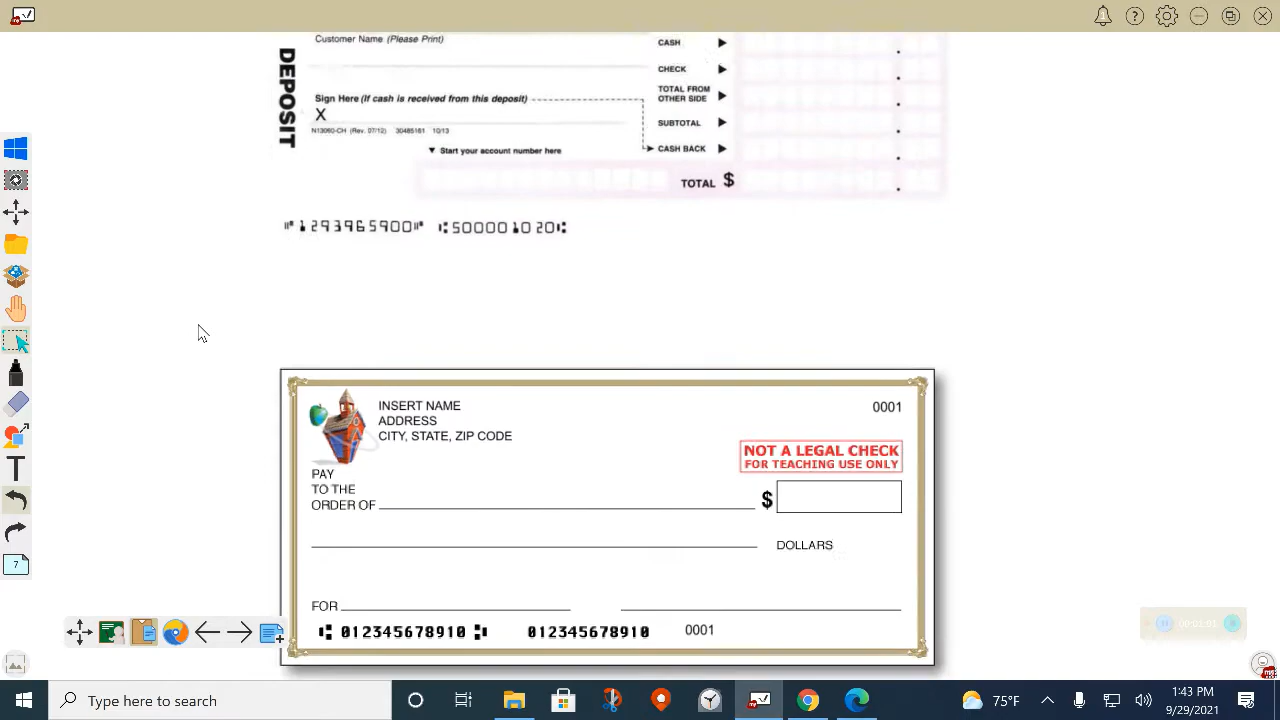 Customer Name (Please Print)
DEPOSIT
CASH
CHECK
TOTAL FROM
OTHER SIDE
Sign Here (If cash is received from this deposit)
X
SUBTOTAL
N13060-CH (Rev. 07/12) 30485161 10/13
Start your account number here
CASH BACK
TOTAL $
⑈1293965900⑈ ⑆500001020⑆
INSERT NAME
ADDRESS
CITY, STATE, ZIP CODE
0001
NOT A LEGAL CHECK
FOR TEACHING USE ONLY
PAY
TO THE
ORDER OF
$
DOLLARS
FOR
⑆ 012345678910 ⑆ 012345678910 0001
T
7
Type here to search
75°F
1:43 PM
9/29/2021